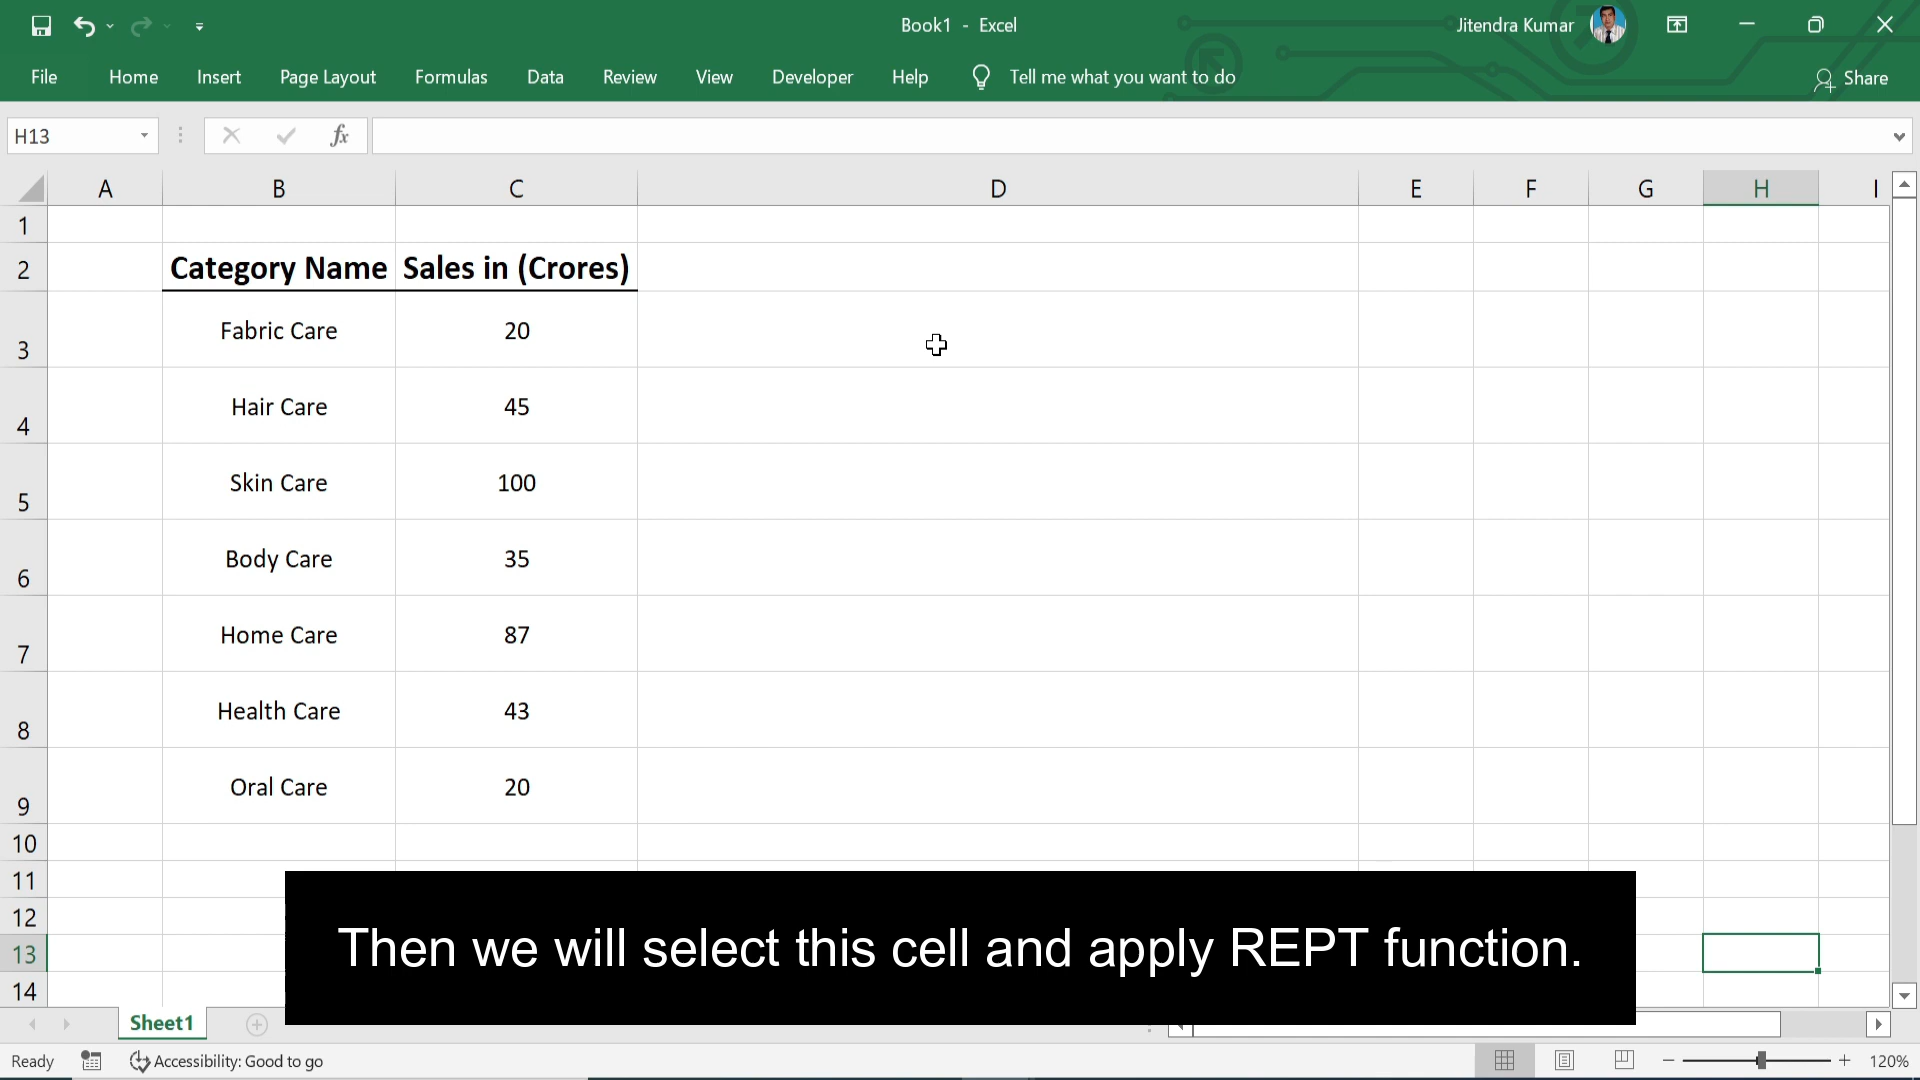 Book1 - Excel
Jitendra Kumar
File Home Insert Page Layout Formulas Data Review View Developer Help Tell me what you want to do Share
H13 fx
A B C D E F G H I
1
2 Category Name Sales in (Crores)
3 Fabric Care 20
4 Hair Care 45
5 Skin Care 100
6 Body Care 35
7 Home Care 87
8 Health Care 43
9 Oral Care 20
10
11
12
13
14
Then we will select this cell and apply REPT function.
Sheet1
Ready Accessibility: Good to go 120%